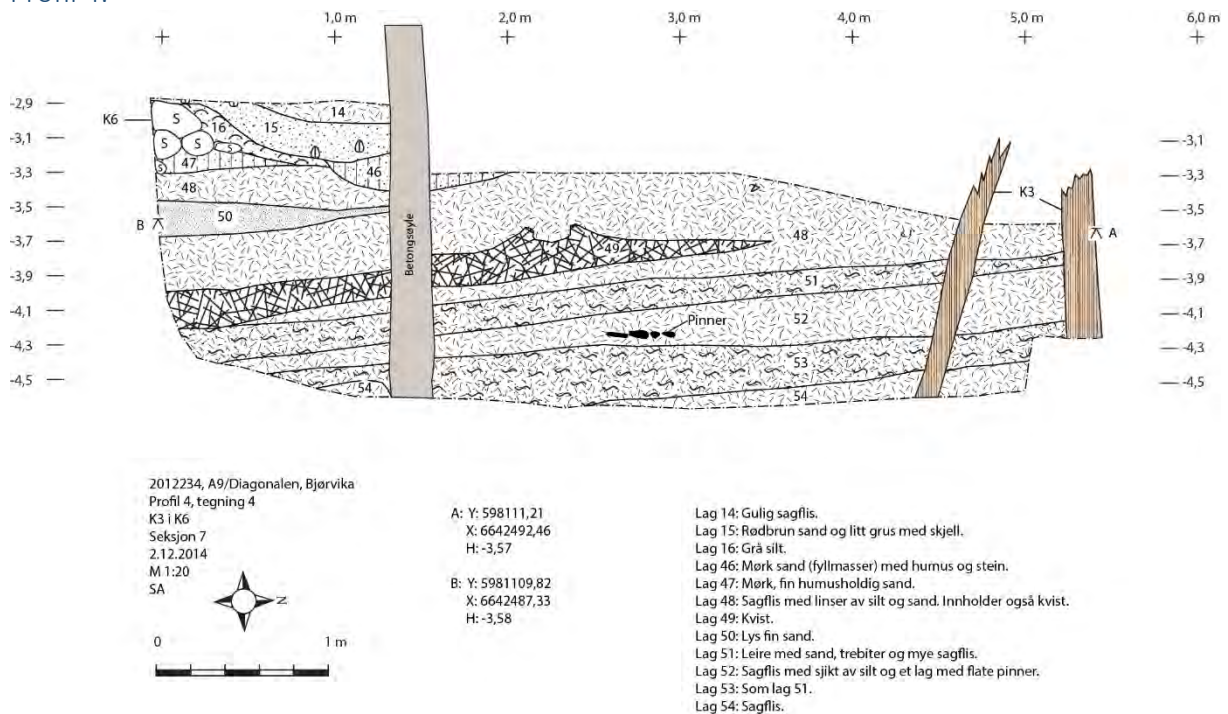 Profil 4.
1,0 m 2,0 m 3,0 m 4,0 m 5,0 m 6,0 m
-2,9
-3,1
-3,3
-3,5
-3,7
-3,9
-4,1
-4,3
-4,5
K6
B
S
S
S
S
S
16
15
14
47
46
48
50
Betongsøyle
49
48
51
52
Pinner
53
54
54
K3
A
-3,1
-3,3
-3,5
-3,7
-3,9
-4,1
-4,3
-4,5
2012234, A9/Diagonalen, Bjørvika
Profil 4, tegning 4
K3 i K6
Seksjon 7
2.12.2014
M 1:20
SA
N
0 1 m
A: Y: 598111,21
X: 6642492,46
H: -3,57
B: Y: 5981109,82
X: 6642487,33
H: -3,58
Lag 14: Gulig sagflis.
Lag 15: Rødbrun sand og litt grus med skjell.
Lag 16: Grå silt.
Lag 46: Mørk sand (fyllmasser) med humus og stein.
Lag 47: Mørk, fin humusholdig sand.
Lag 48: Sagflis med linser av silt og sand. Innholder også kvist.
Lag 49: Kvist.
Lag 50: Lys fin sand.
Lag 51: Leire med sand, trebiter og mye sagflis.
Lag 52: Sagflis med sjikt av silt og et lag med flate pinner.
Lag 53: Som lag 51.
Lag 54: Sagflis.